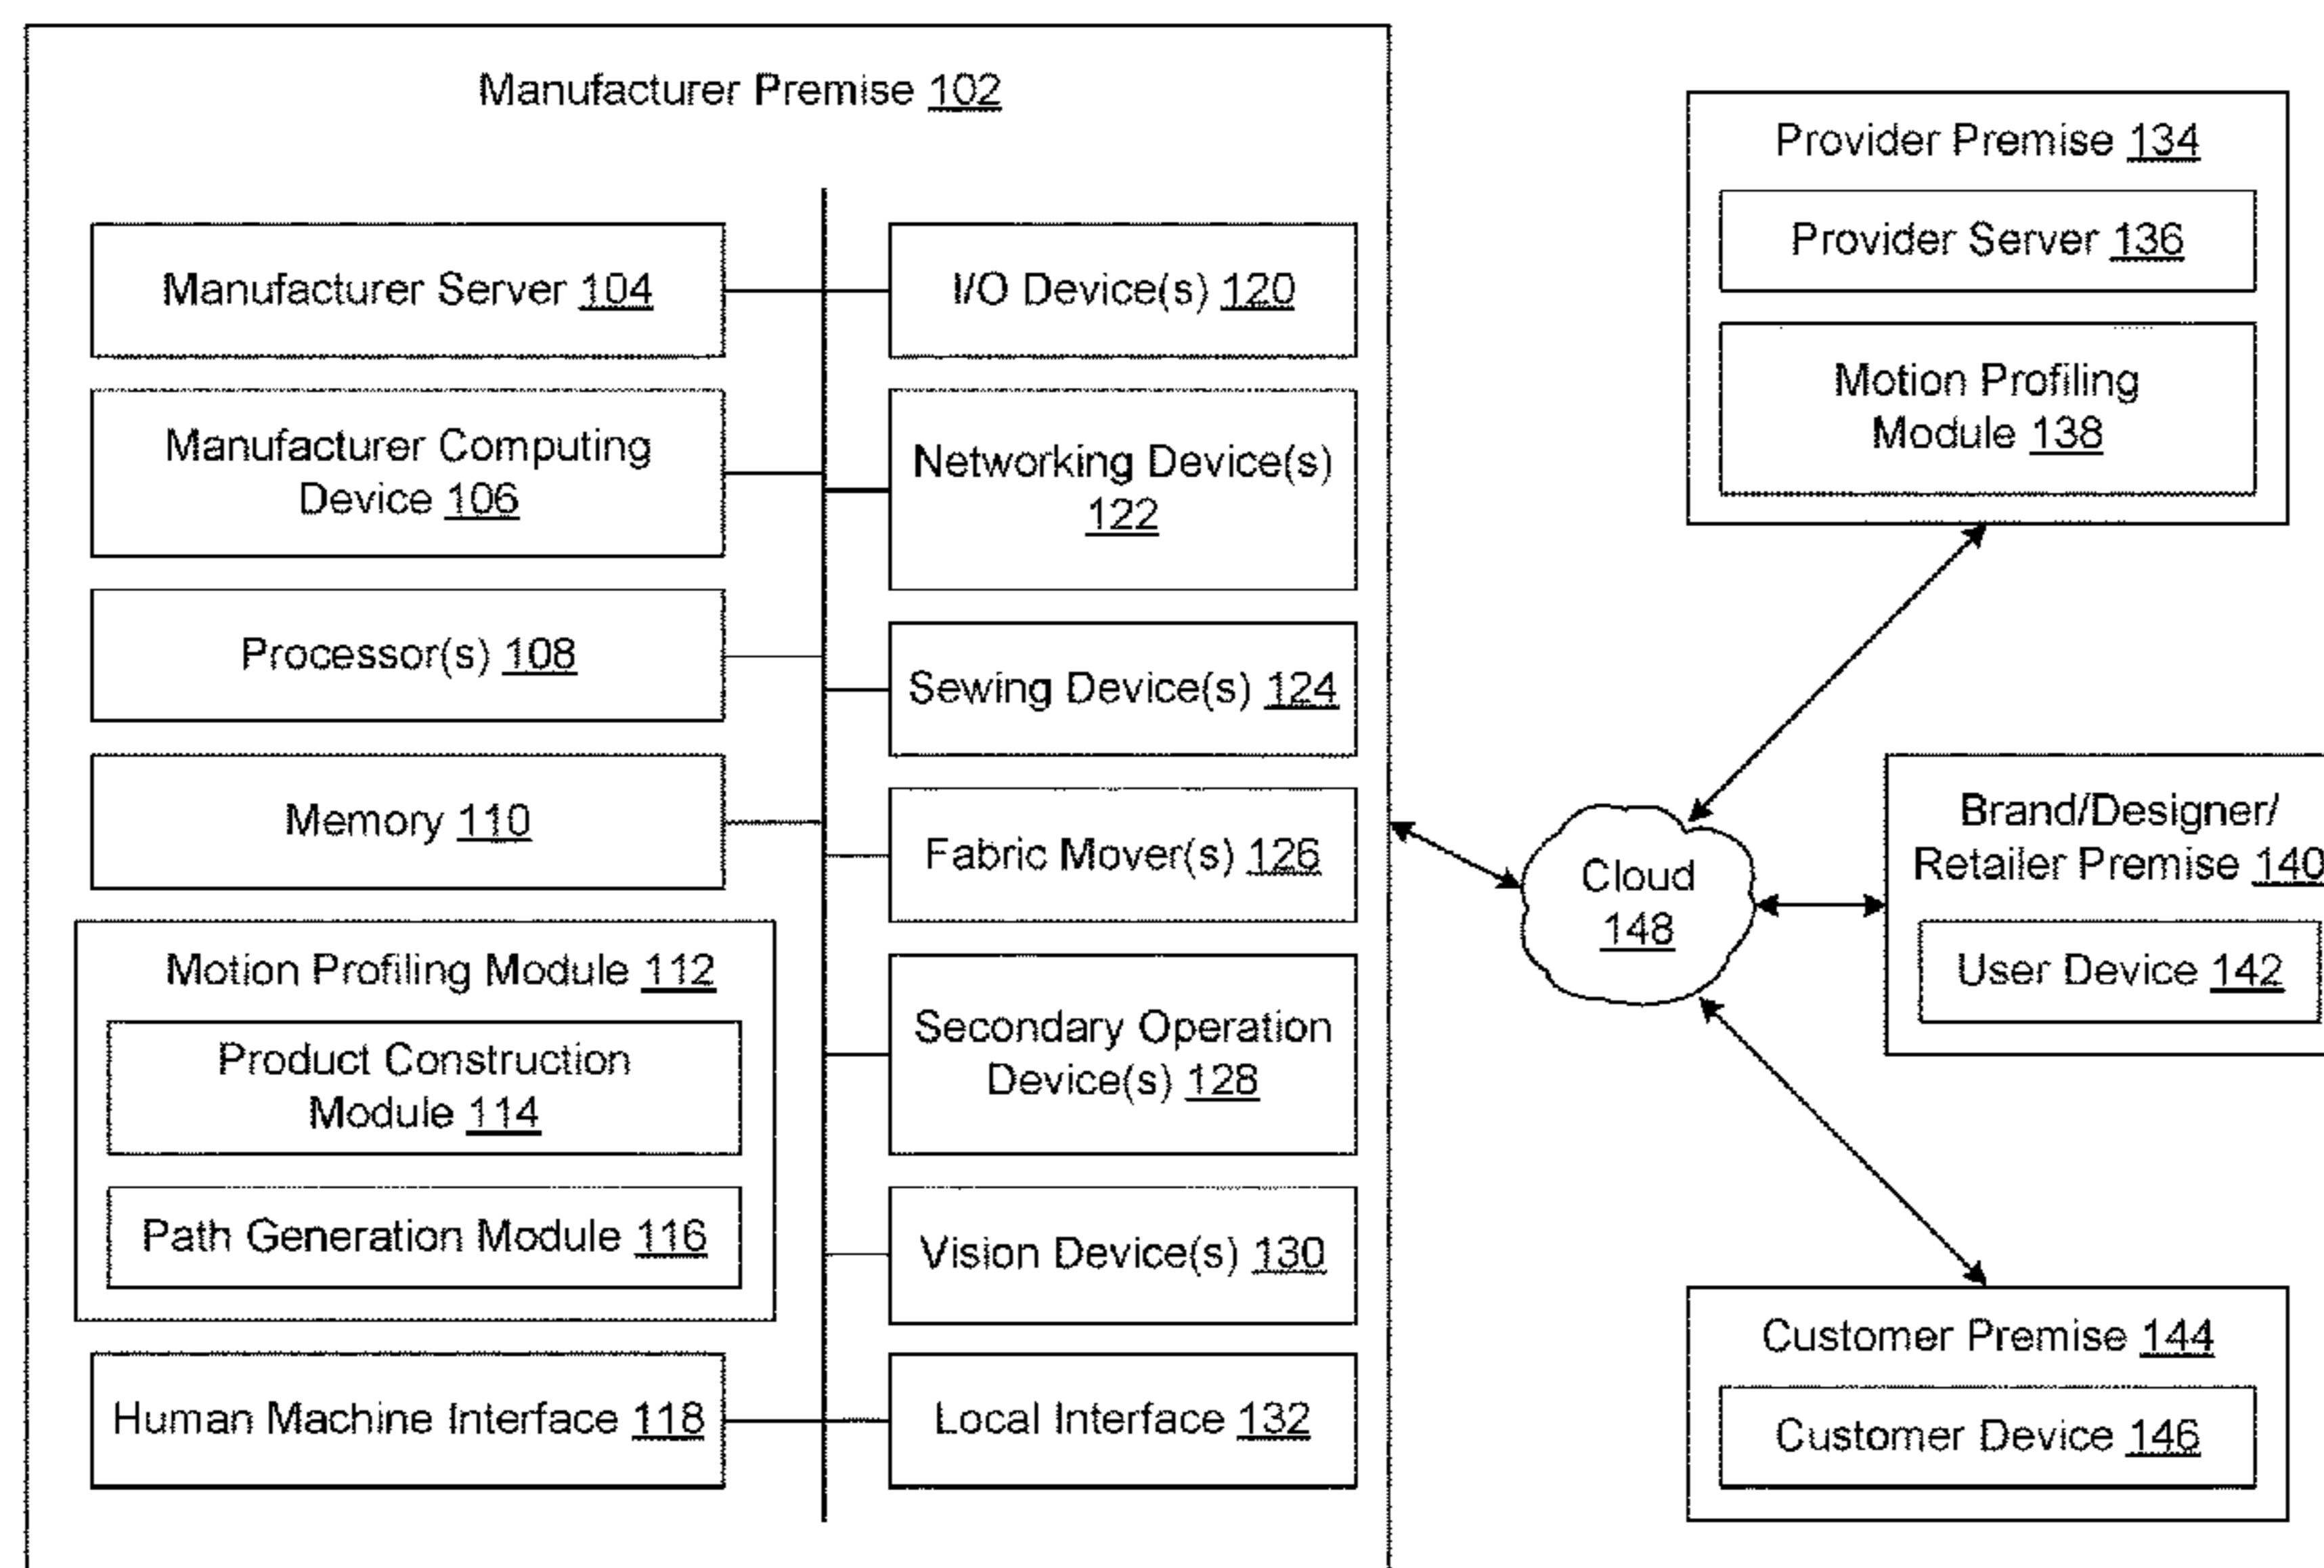 Manufacturer Premise 102
Manufacturer Server 104
Manufacturer Computing
Device 106
Processor(s) 108
Memory 110
Motion Profiling Module 112
Product Construction
Module 114
Path Generation Module 116
Human Machine Interface 118
I/O Device(s) 120
Networking Device(s)
122
Sewing Device(s) 124
Fabric Mover(s) 126
Secondary Operation
Device(s) 128
Vision Device(s) 130
Local Interface 132
Cloud
148
Provider Premise 134
Provider Server 136
Motion Profiling
Module 138
Brand/Designer/
Retailer Premise 140
User Device 142
Customer Premise 144
Customer Device 146